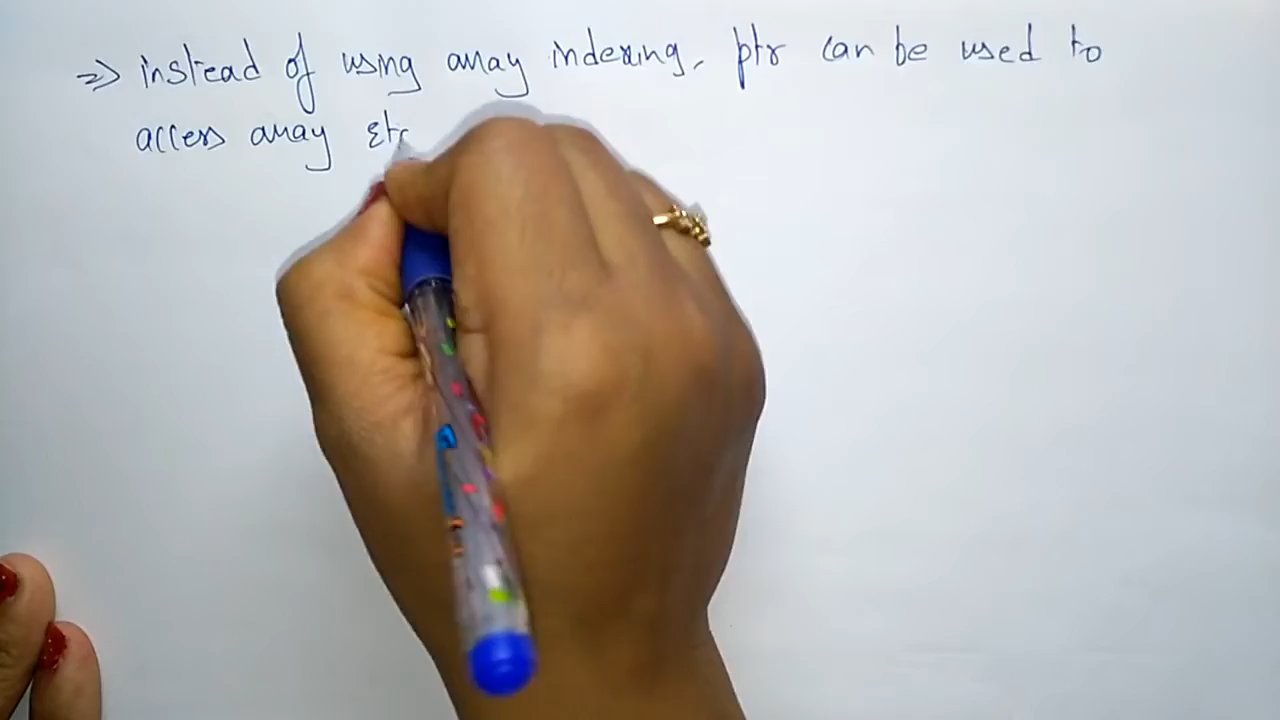 => instead of using array indexing, ptr can be used to
access array